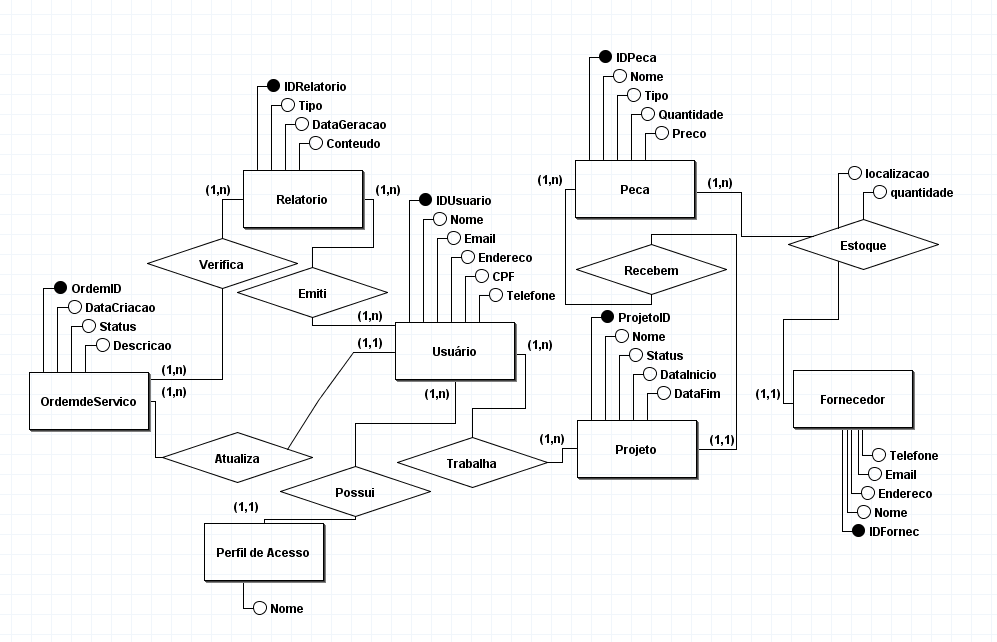 IDPeca
Nome
Tipo
Quantidade
Preco
IDRelatorio
Tipo
DataGeracao
Conteudo
(1,n)
Relatorio
(1,n)
(1,n)
Peca
(1,n)
localizacao
quantidade
Estoque
IDUsuario
Nome
Email
Endereco
CPF
Telefone
Verifica
Emiti
Recebem
OrdemID
DataCriacao
Status
Descricao
(1,n)
(1,1)
Usuário
(1,n)
ProjetoID
Nome
Status
DataInicio
DataFim
(1,n)
(1,n)
OrdemdeServico
(1,n)
(1,1)
Fornecedor
(1,n)
Projeto
(1,1)
Atualiza
Trabalha
Possui
Telefone
Email
Endereco
Nome
IDFornec
(1,1)
Perfil de Acesso
Nome